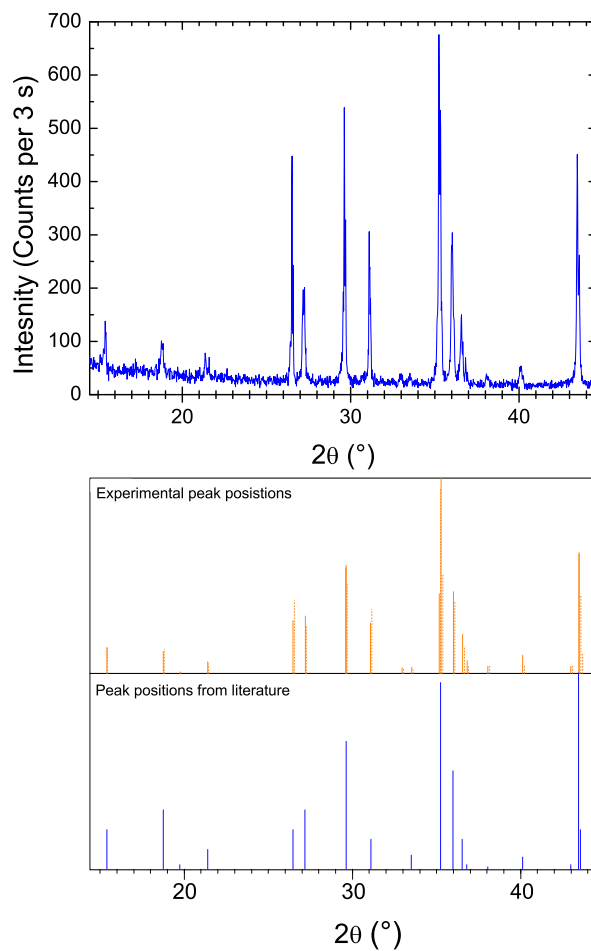 700
600
500
400
300
200
100
0
Intesnity (Counts per 3 s)
20 30 40
2θ (°)
Experimental peak posistions
Peak positions from literature
20 30 40
2θ (°)